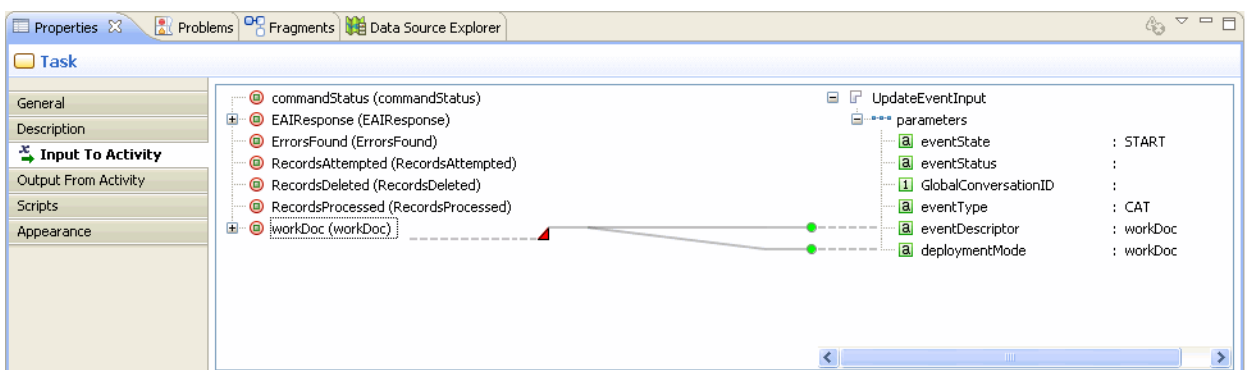 Properties Problems Fragments Data Source Explorer
Task
General
Description
Input To Activity
Output From Activity
Scripts
Appearance
commandStatus (commandStatus)
EAIResponse (EAIResponse)
ErrorsFound (ErrorsFound)
RecordsAttempted (RecordsAttempted)
RecordsDeleted (RecordsDeleted)
RecordsProcessed (RecordsProcessed)
workDoc (workDoc)
UpdateEventInput
parameters
a eventState : START
a eventStatus :
1 GlobalConversationID :
a eventType : CAT
a eventDescriptor : workDoc
a deploymentMode : workDoc